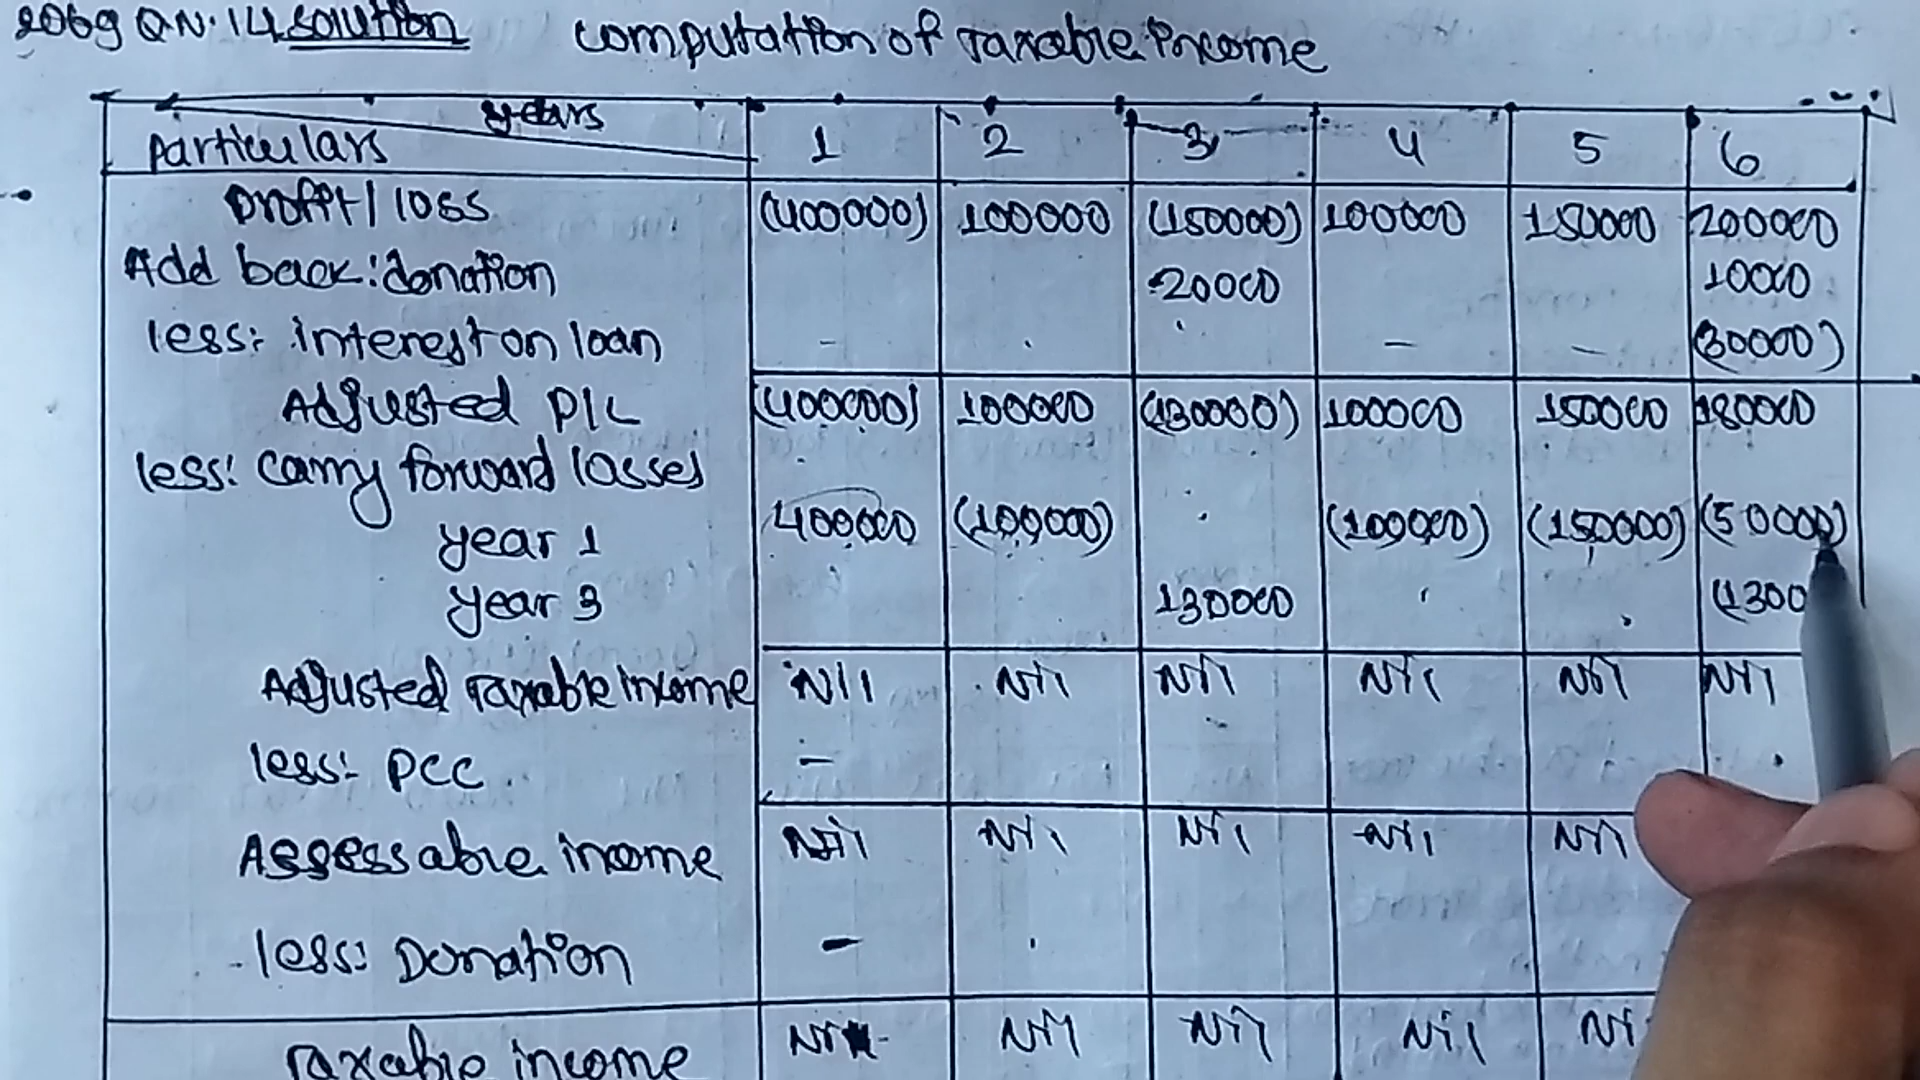 2069 Q.N. 14 solution computation of Taxable income
years
particulars 1 2 3 4 5 6
profit/loss (400000) 100000 (150000) 100000 150000 200000
Add back: donation 20000 10000
less: interest on loan - - - (30000)
Adjusted P/L (400000) 100000 (130000) 100000 150000 180000
less: carry forward losses
year 1 400000 (100000) (100000) (150000) (50000)
year 3 130000 (1300
Adjusted Taxable income Nil Nil Nil Nil Nil Nil
less:- PCC -
Assessable income Nil Nil Nil Nil Nil
less: Donation -
Taxable income Nil Nil Nil Nil Ni